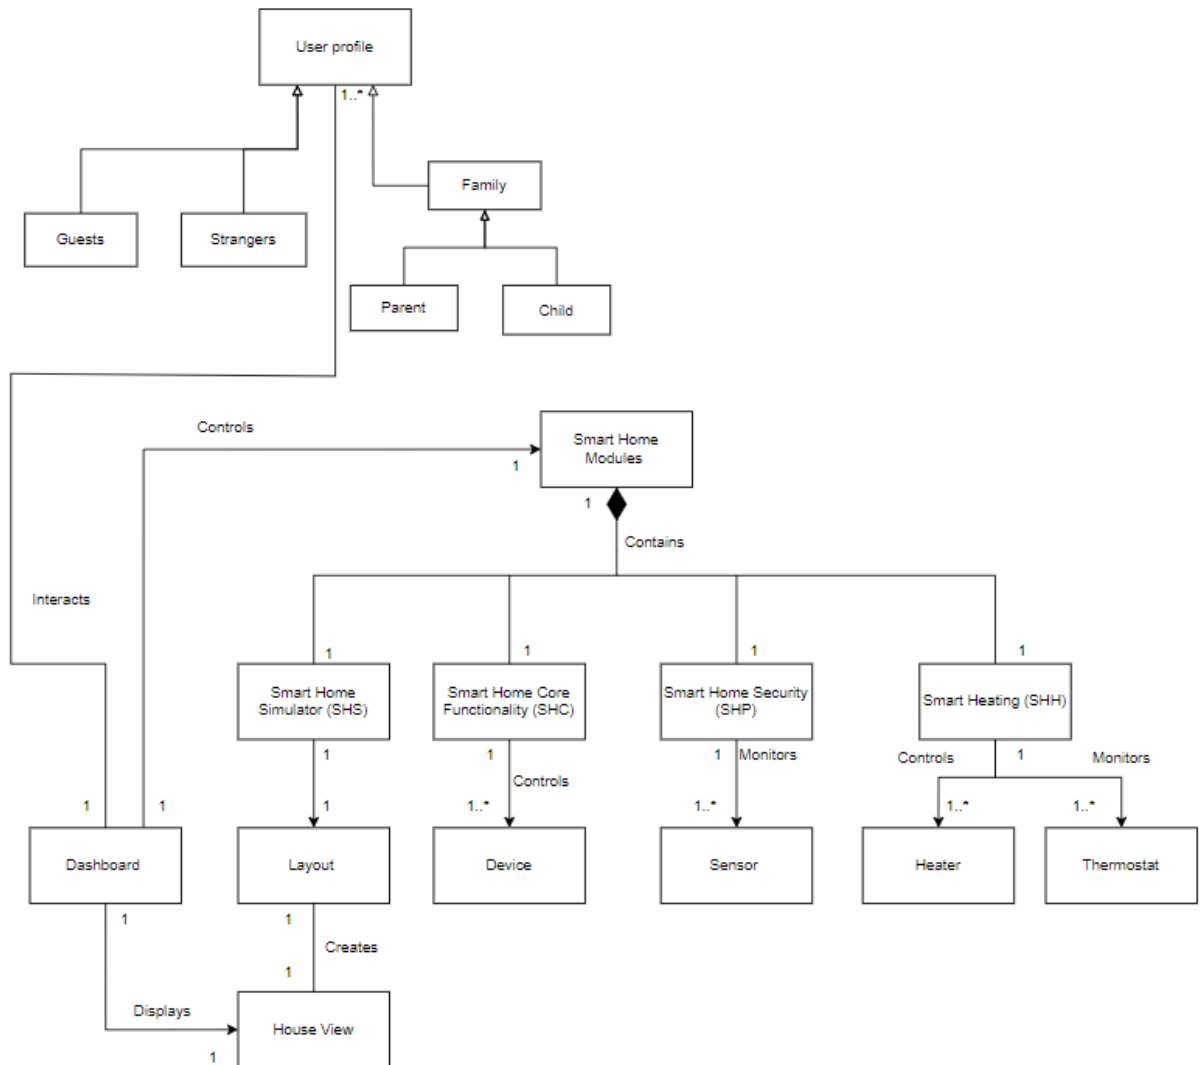 User profile
1..*
Family
Guests
Strangers
Parent
Child
Controls
Smart Home
Modules
1
1
Contains
Interacts
1
1
1
1
Smart Home
Simulator (SHS)
Smart Home Core
Functionality (SHC)
Smart Home Security
(SHP)
Smart Heating (SHH)
1
1
1
Monitors
Controls
1
Monitors
Controls
1
1
1
1..*
1..*
1..*
1..*
Dashboard
Layout
Device
Sensor
Heater
Thermostat
1
1
Creates
1
Displays
House View
1